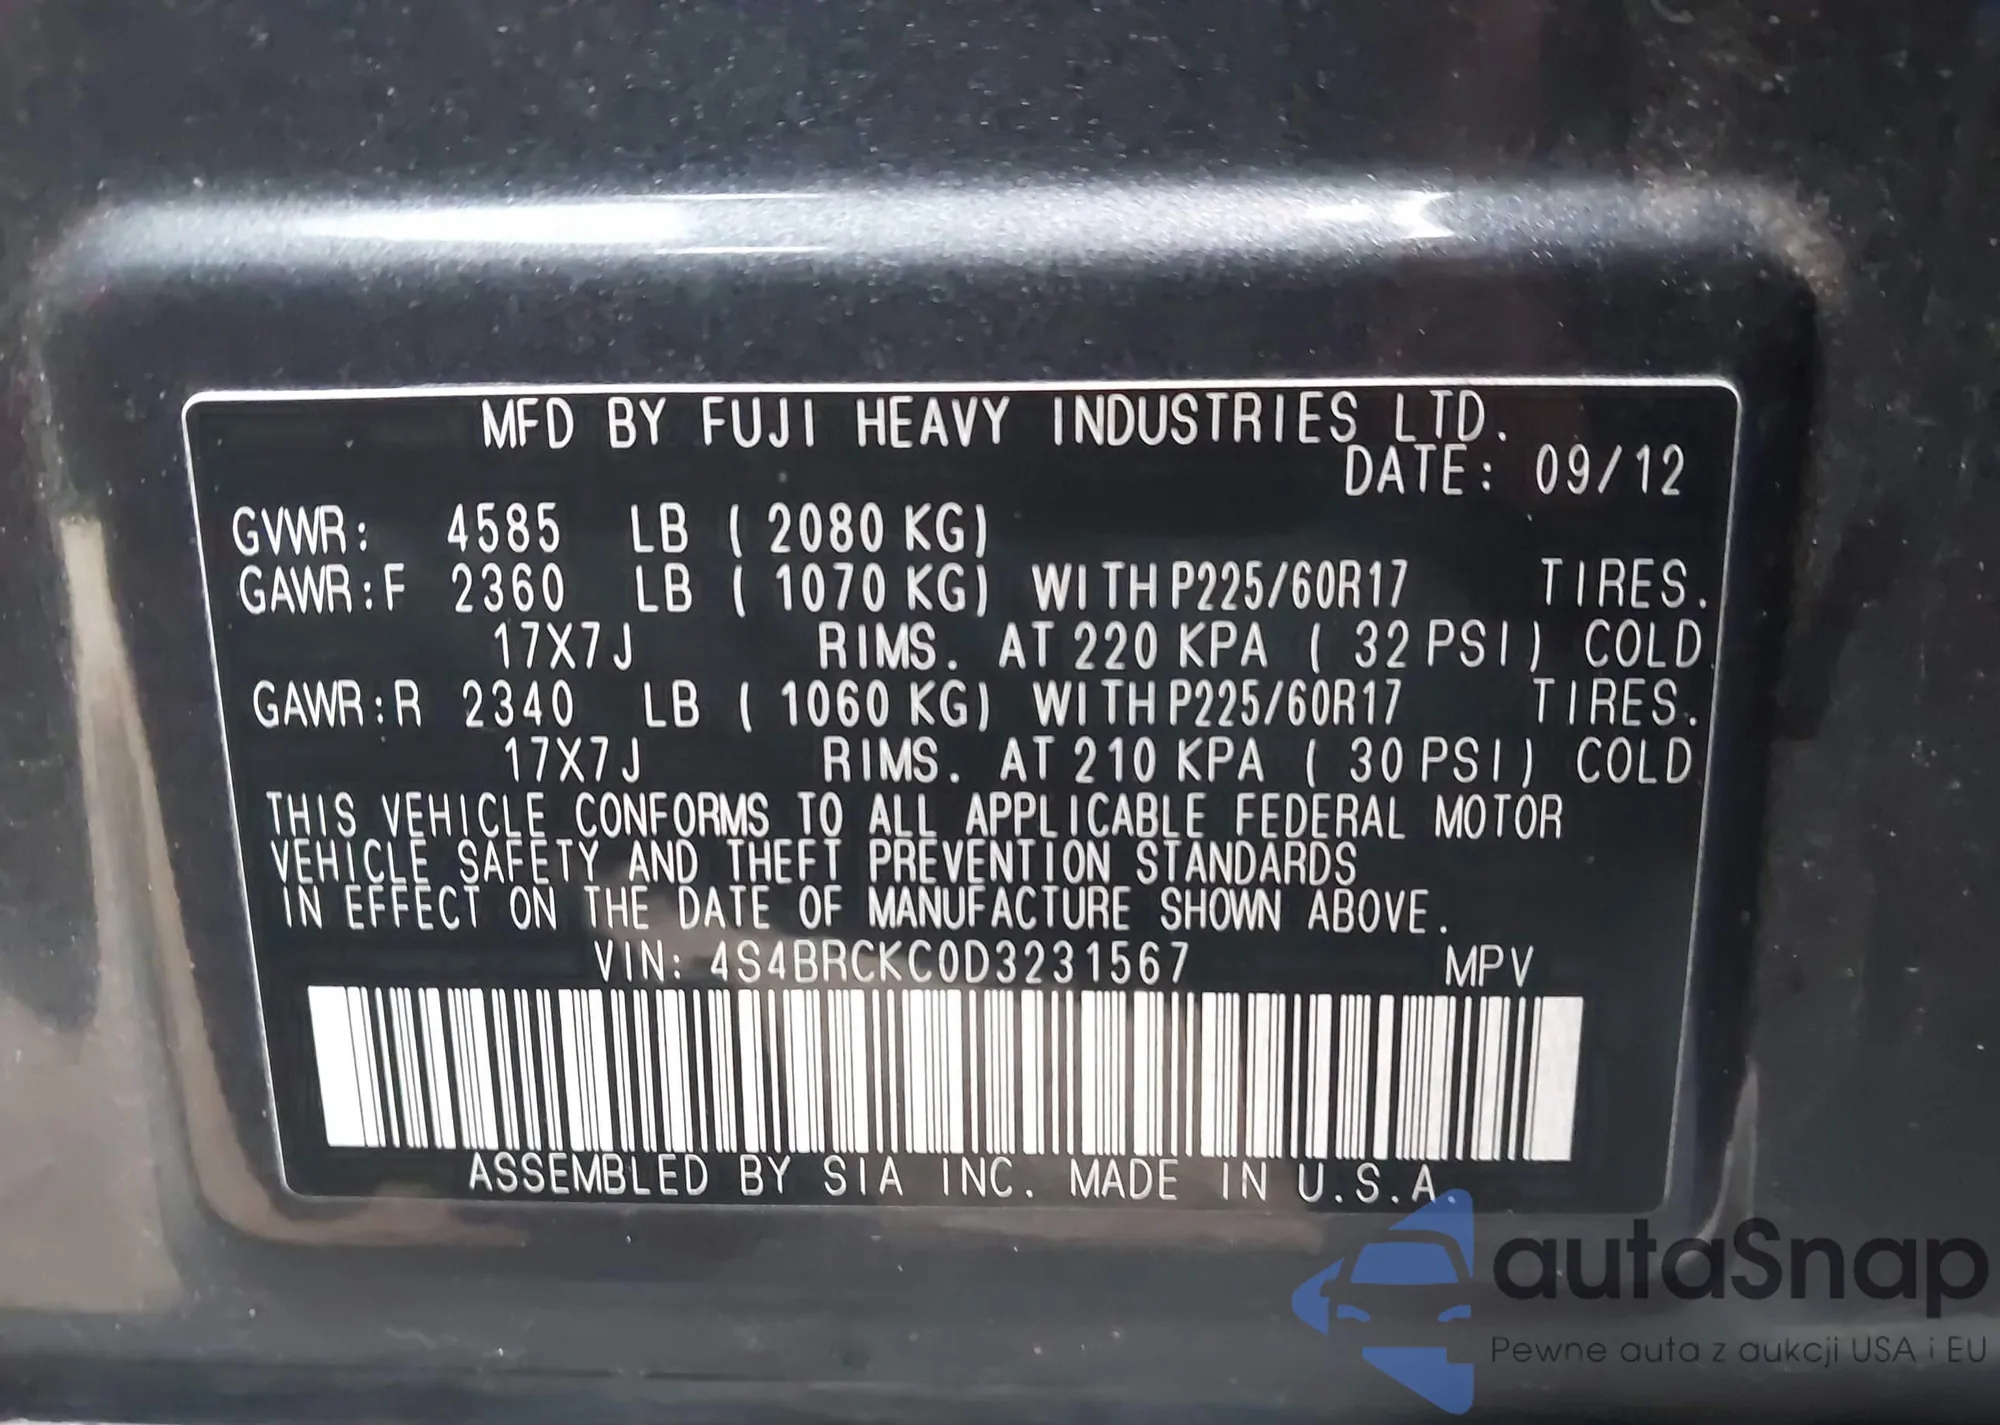 MFD BY FUJI HEAVY INDUSTRIES LTD.
DATE: 09/12
GVWR: 4585 LB ( 2080 KG)
GAWR:F 2360 LB ( 1070 KG) WITH P225/60R17 TIRES.
17X7J RIMS. AT 220 KPA ( 32 PSI) COLD.
GAWR:R 2340 LB ( 1060 KG) WITH P225/60R17 TIRES.
17X7J RIMS. AT 210 KPA ( 30 PSI) COLD
THIS VEHICLE CONFORMS TO ALL APPLICABLE FEDERAL MOTOR
VEHICLE SAFETY AND THEFT PREVENTION STANDARDS
IN EFFECT ON THE DATE OF MANUFACTURE SHOWN ABOVE.
VIN: 4S4BRCKC0D3231567 MPV
ASSEMBLED BY SIA INC. MADE IN U.S.A.
autaSnap
Pewne auta z aukcji USA i EU